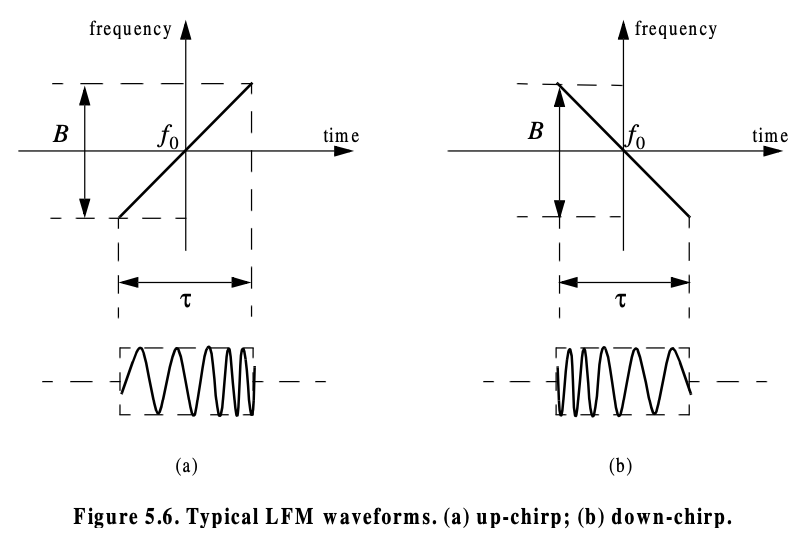 frequency
B
f0
time
τ
(a)
frequency
B
f0
time
τ
(b)
Figure 5.6. Typical LFM waveforms. (a) up-chirp; (b) down-chirp.